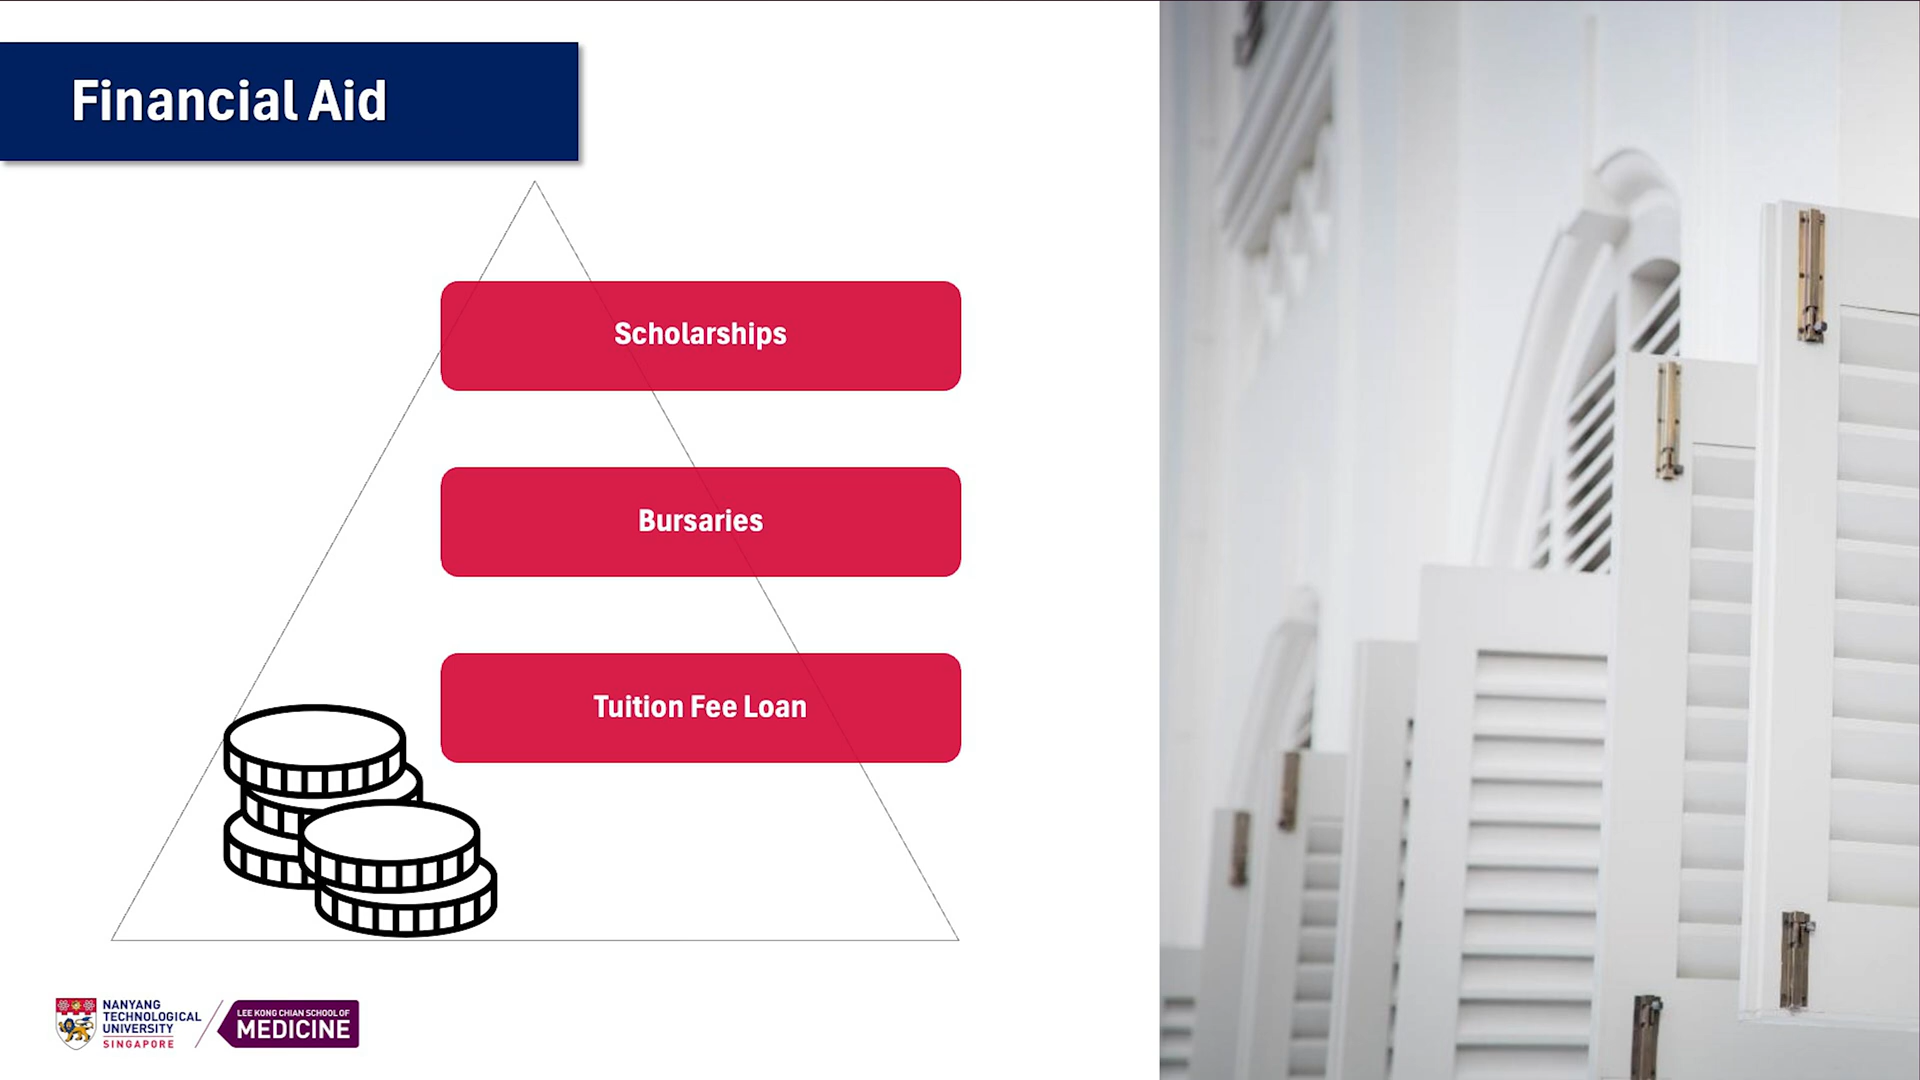 Financial Aid
Scholarships
Bursaries
Tuition Fee Loan
NANYANG
TECHNOLOGICAL
UNIVERSITY
SINGAPORE
LEE KONG CHIAN SCHOOL OF
MEDICINE